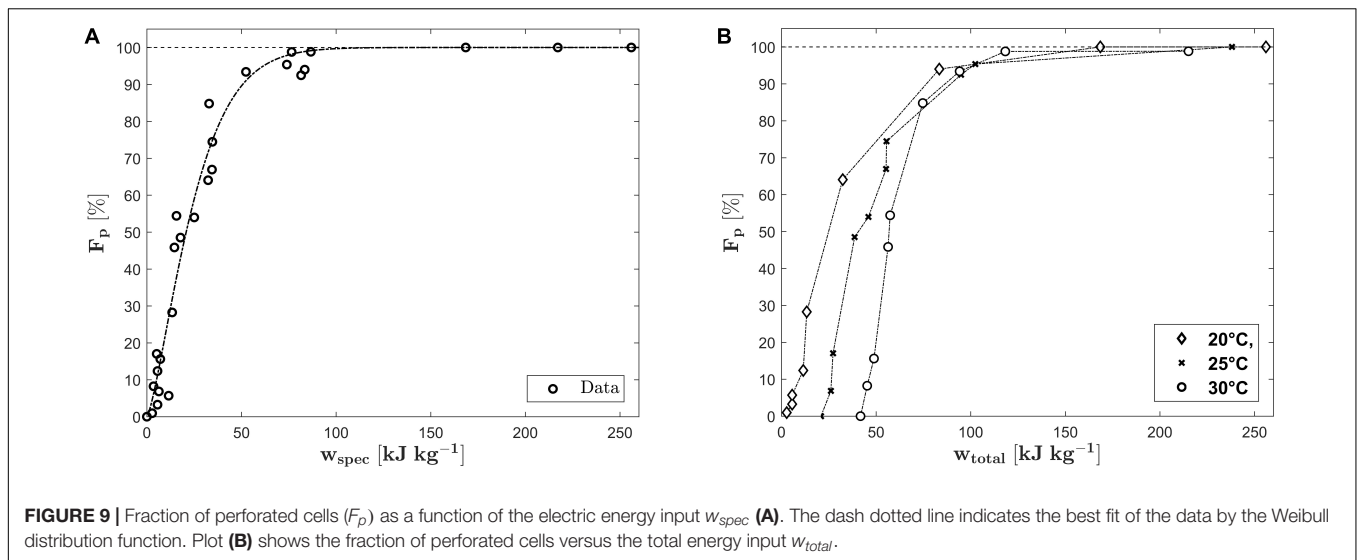 A
100
90
80
70
60
50
40
30
20
10
0
F_p [%]
0 50 100 150 200 250
w_spec [kJ kg⁻¹]
Data
B
100
90
80
70
60
50
40
30
20
10
0
F_p [%]
0 50 100 150 200 250
w_total [kJ kg⁻¹]
20°C,
25°C
30°C
FIGURE 9 | Fraction of perforated cells (F_p) as a function of the electric energy input w_spec (A). The dash dotted line indicates the best fit of the data by the Weibull
distribution function. Plot (B) shows the fraction of perforated cells versus the total energy input w_total.